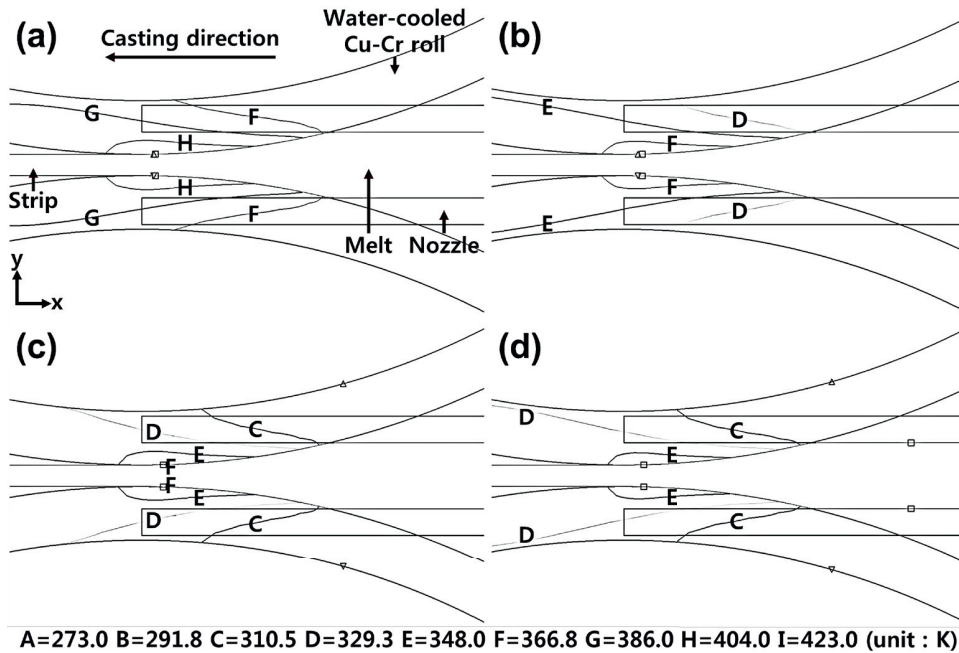 (a)
Casting direction
Water-cooled
Cu-Cr roll
G
F
H
H
Strip
G
F
Melt
Nozzle
y
x
(b)
E
D
F
F
E
D
(c)
D
C
E
F
F
E
D
C
(d)
D
C
E
E
D
C
A=273.0 B=291.8 C=310.5 D=329.3 E=348.0 F=366.8 G=386.0 H=404.0 I=423.0 (unit : K)